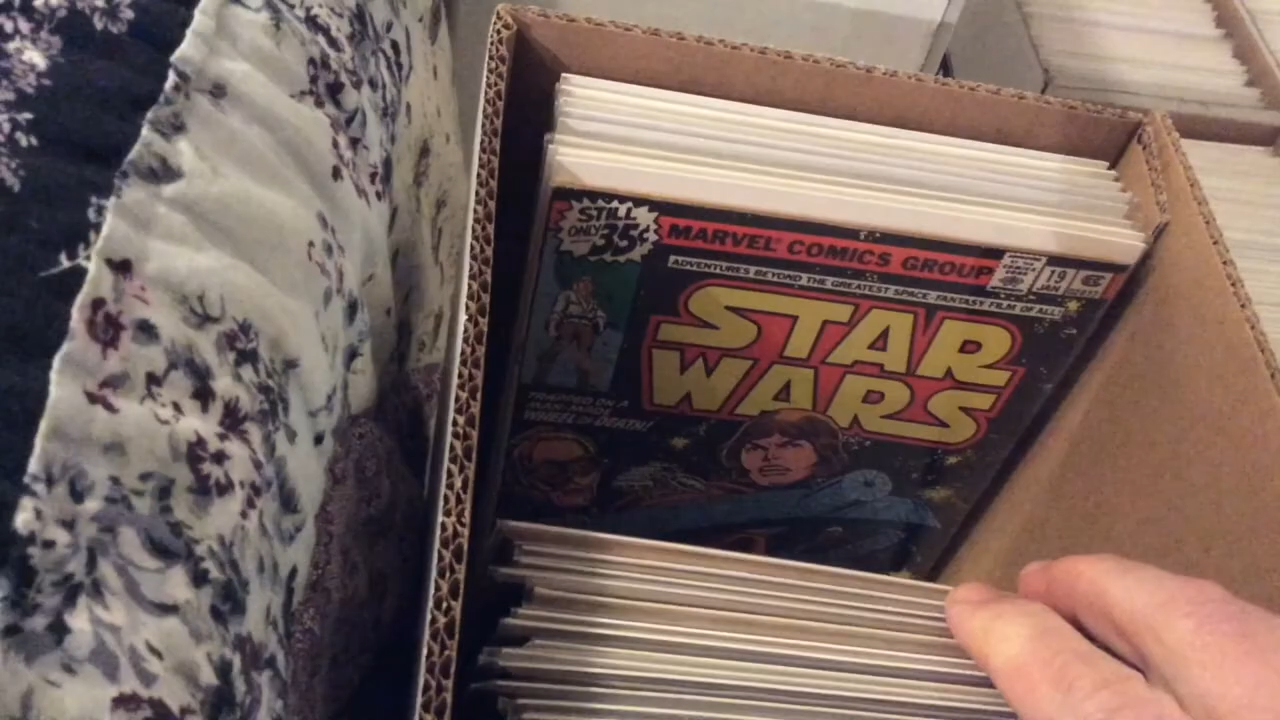 STILL
ONLY 35¢
MARVEL COMICS GROUP
19
JAN
ADVENTURES BEYOND THE GREATEST SPACE-FANTASY FILM OF ALL!
STAR
WARS
TRAPPED ON A
MAN-MADE
WHEEL OF DEATH!